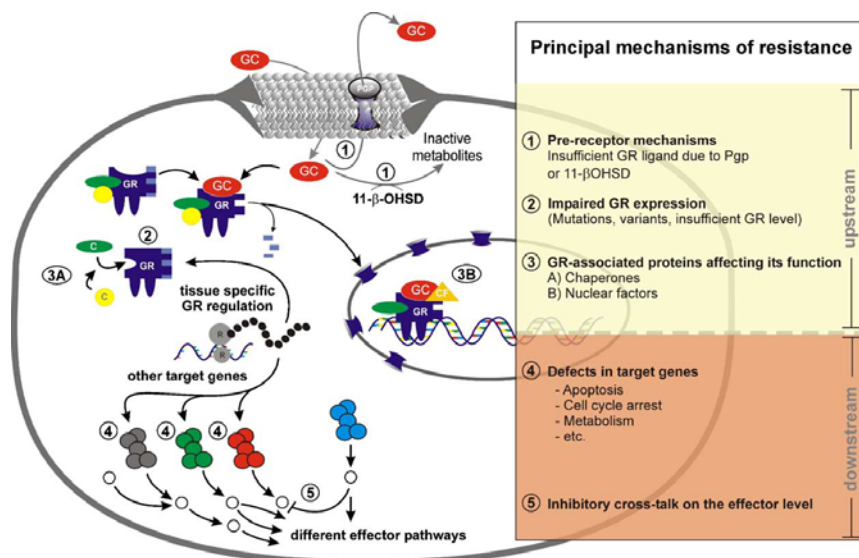 GC
GC
PGP
1
Inactive
metabolites
1
GC
11-β-OHSD
GR
GC
GR
2
C
GR
3A
C
tissue specific
GR regulation
R
R
other target genes
3B
GC
CF
GR
4
4
4
5
different effector pathways
Principal mechanisms of resistance
1 Pre-receptor mechanisms
Insufficient GR ligand due to Pgp
or 11-βOHSD
2 Impaired GR expression
(Mutations, variants, insufficient GR level)
3 GR-associated proteins affecting its function
A) Chaperones
B) Nuclear factors
upstream
4 Defects in target genes
- Apoptosis
- Cell cycle arrest
- Metabolism
- etc.
5 Inhibitory cross-talk on the effector level
downstream